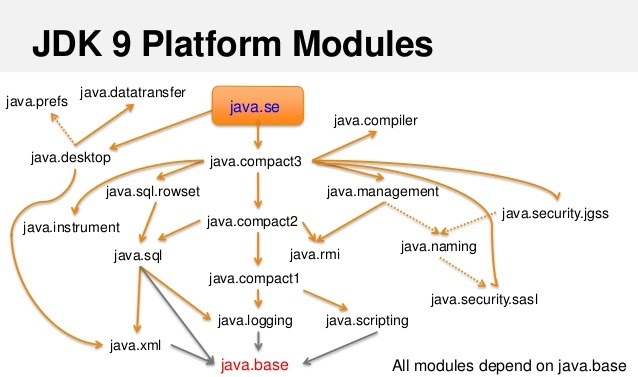 JDK 9 Platform Modules
java.prefs
java.datatransfer
java.se
java.compiler
java.desktop
java.compact3
java.sql.rowset
java.management
java.instrument
java.compact2
java.security.jgss
java.sql
java.rmi
java.naming
java.compact1
java.security.sasl
java.logging
java.scripting
java.xml
java.base
All modules depend on java.base